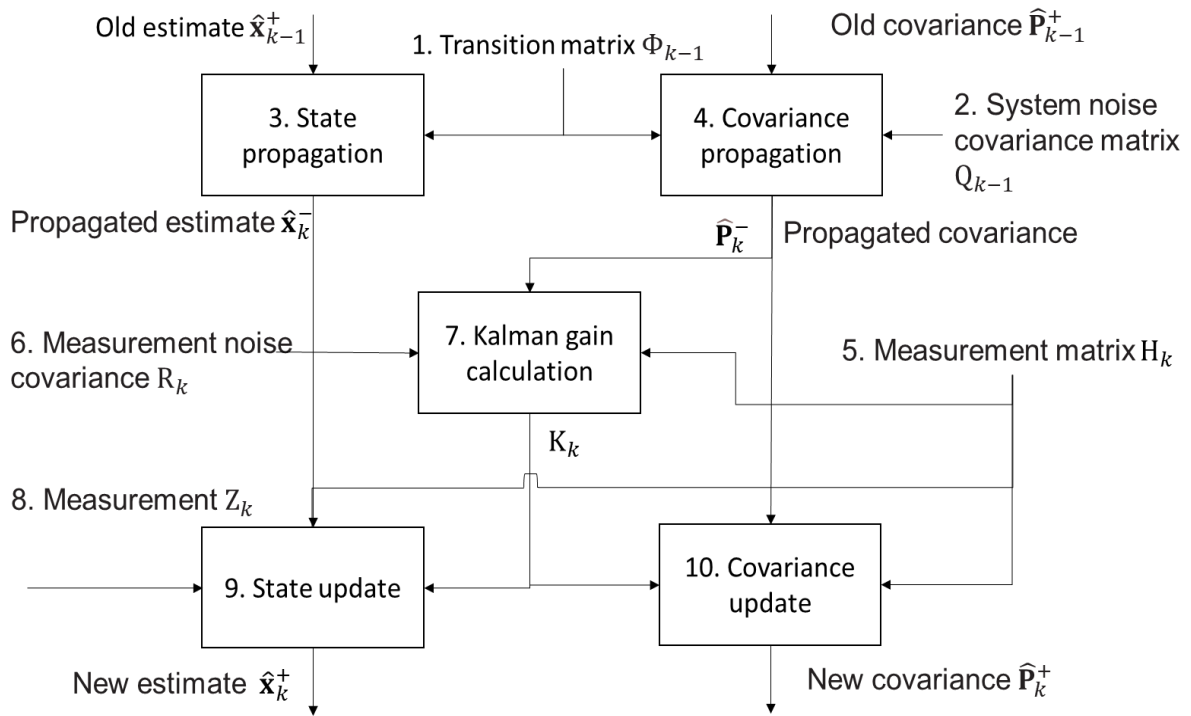 Old estimate x̂⁺ₖ₋₁
Old covariance P̂⁺ₖ₋₁
1. Transition matrix Φₖ₋₁
3. State
propagation
4. Covariance
propagation
2. System noise
covariance matrix
Qₖ₋₁
Propagated estimate x̂⁻ₖ
P̂⁻ₖ Propagated covariance
7. Kalman gain
calculation
6. Measurement noise
covariance Rₖ
5. Measurement matrix Hₖ
Kₖ
8. Measurement Zₖ
9. State update
10. Covariance
update
New estimate x̂⁺ₖ
New covariance P̂⁺ₖ